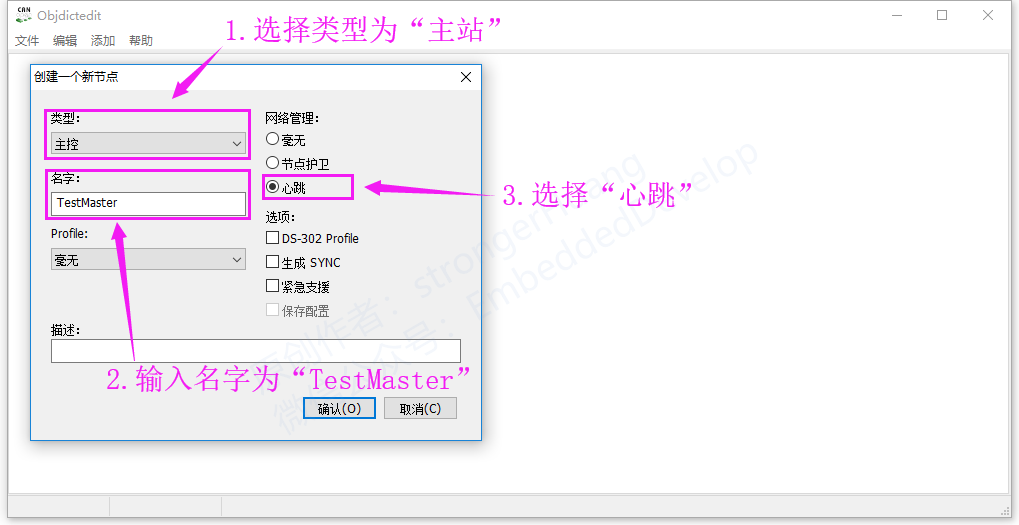 CAN
Objdictedit
文件 编辑 添加 帮助
1.选择类型为“主站”
创建一个新节点
类型:
主控
名字:
TestMaster
Profile:
毫无
网络管理:
毫无
节点护卫
心跳
3.选择“心跳”
选项:
DS-302 Profile
生成 SYNC
紧急支援
保存配置
描述:
2.输入名字为“TestMaster”
确认(O) 取消(C)
原创作者:strongerHuang
微信公众号:EmbeddedDevelop